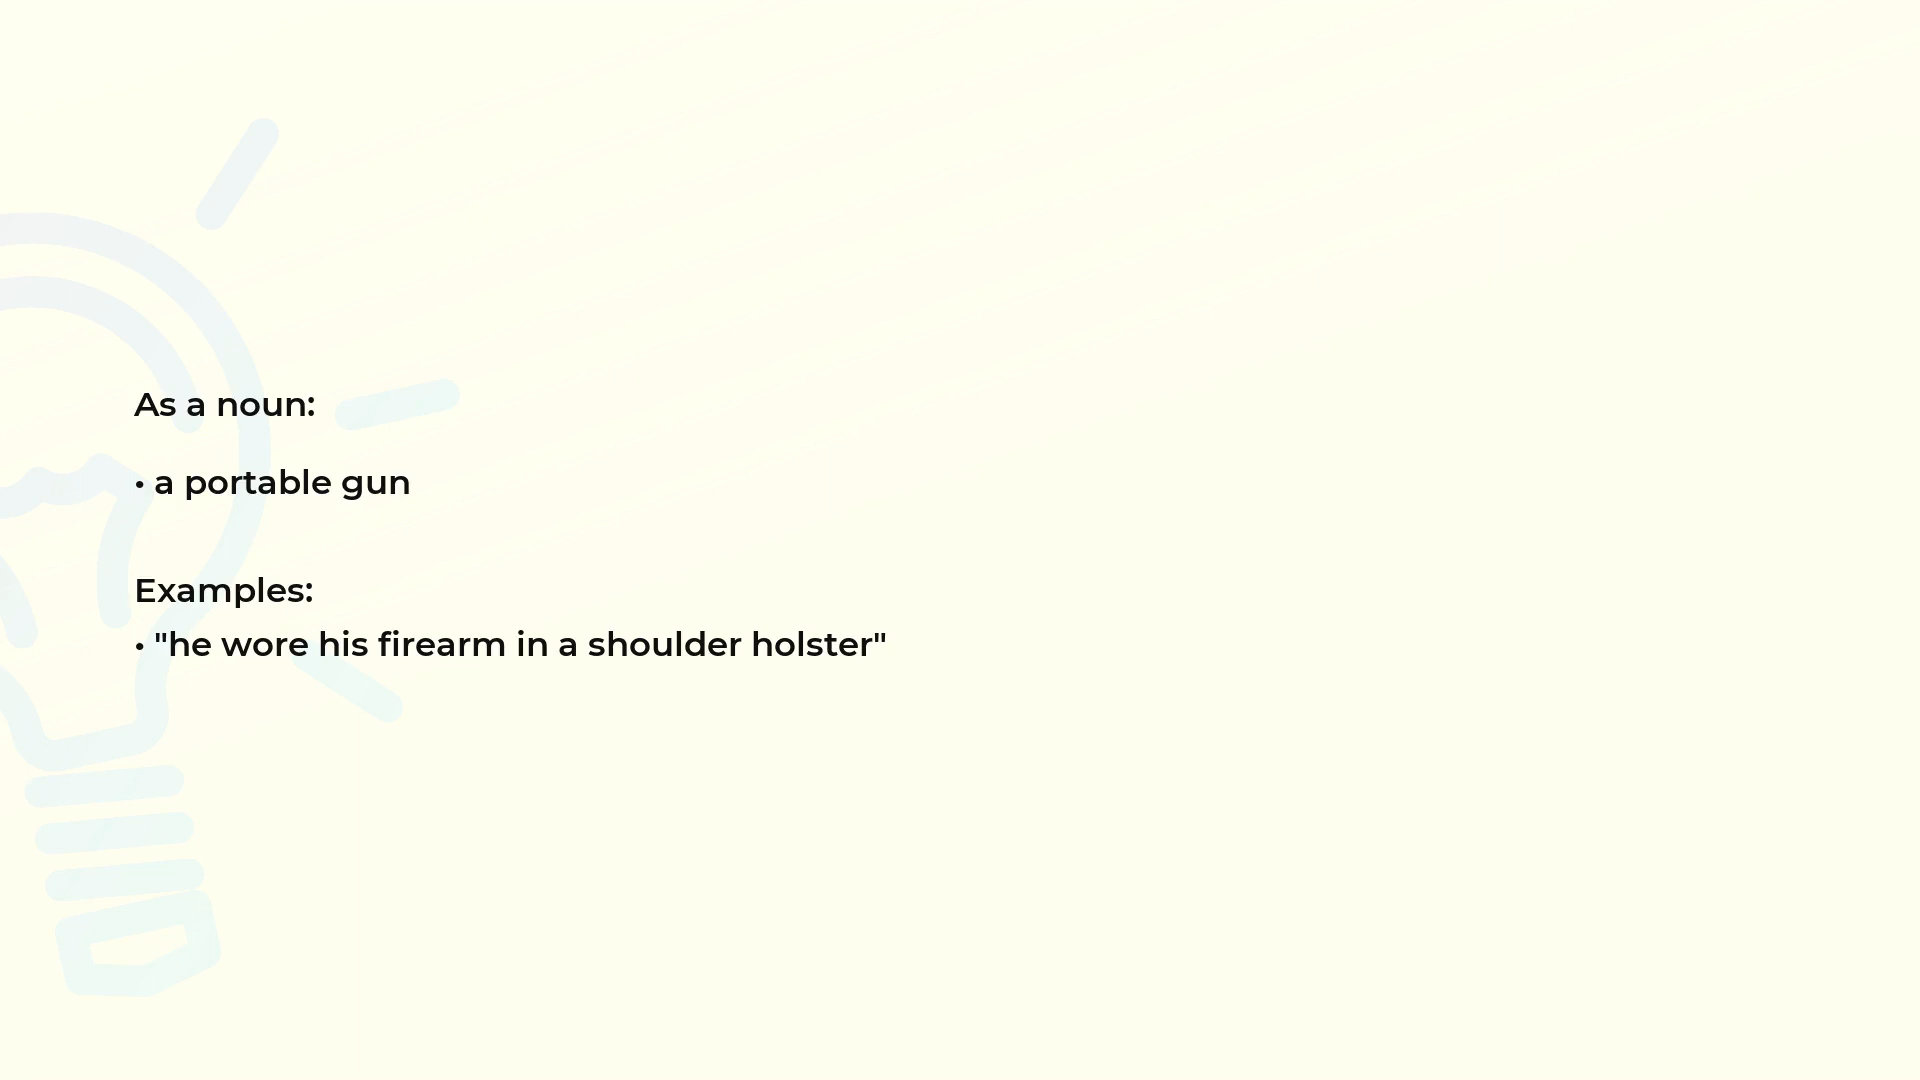 As a noun:
• a portable gun
Examples:
• "he wore his firearm in a shoulder holster"